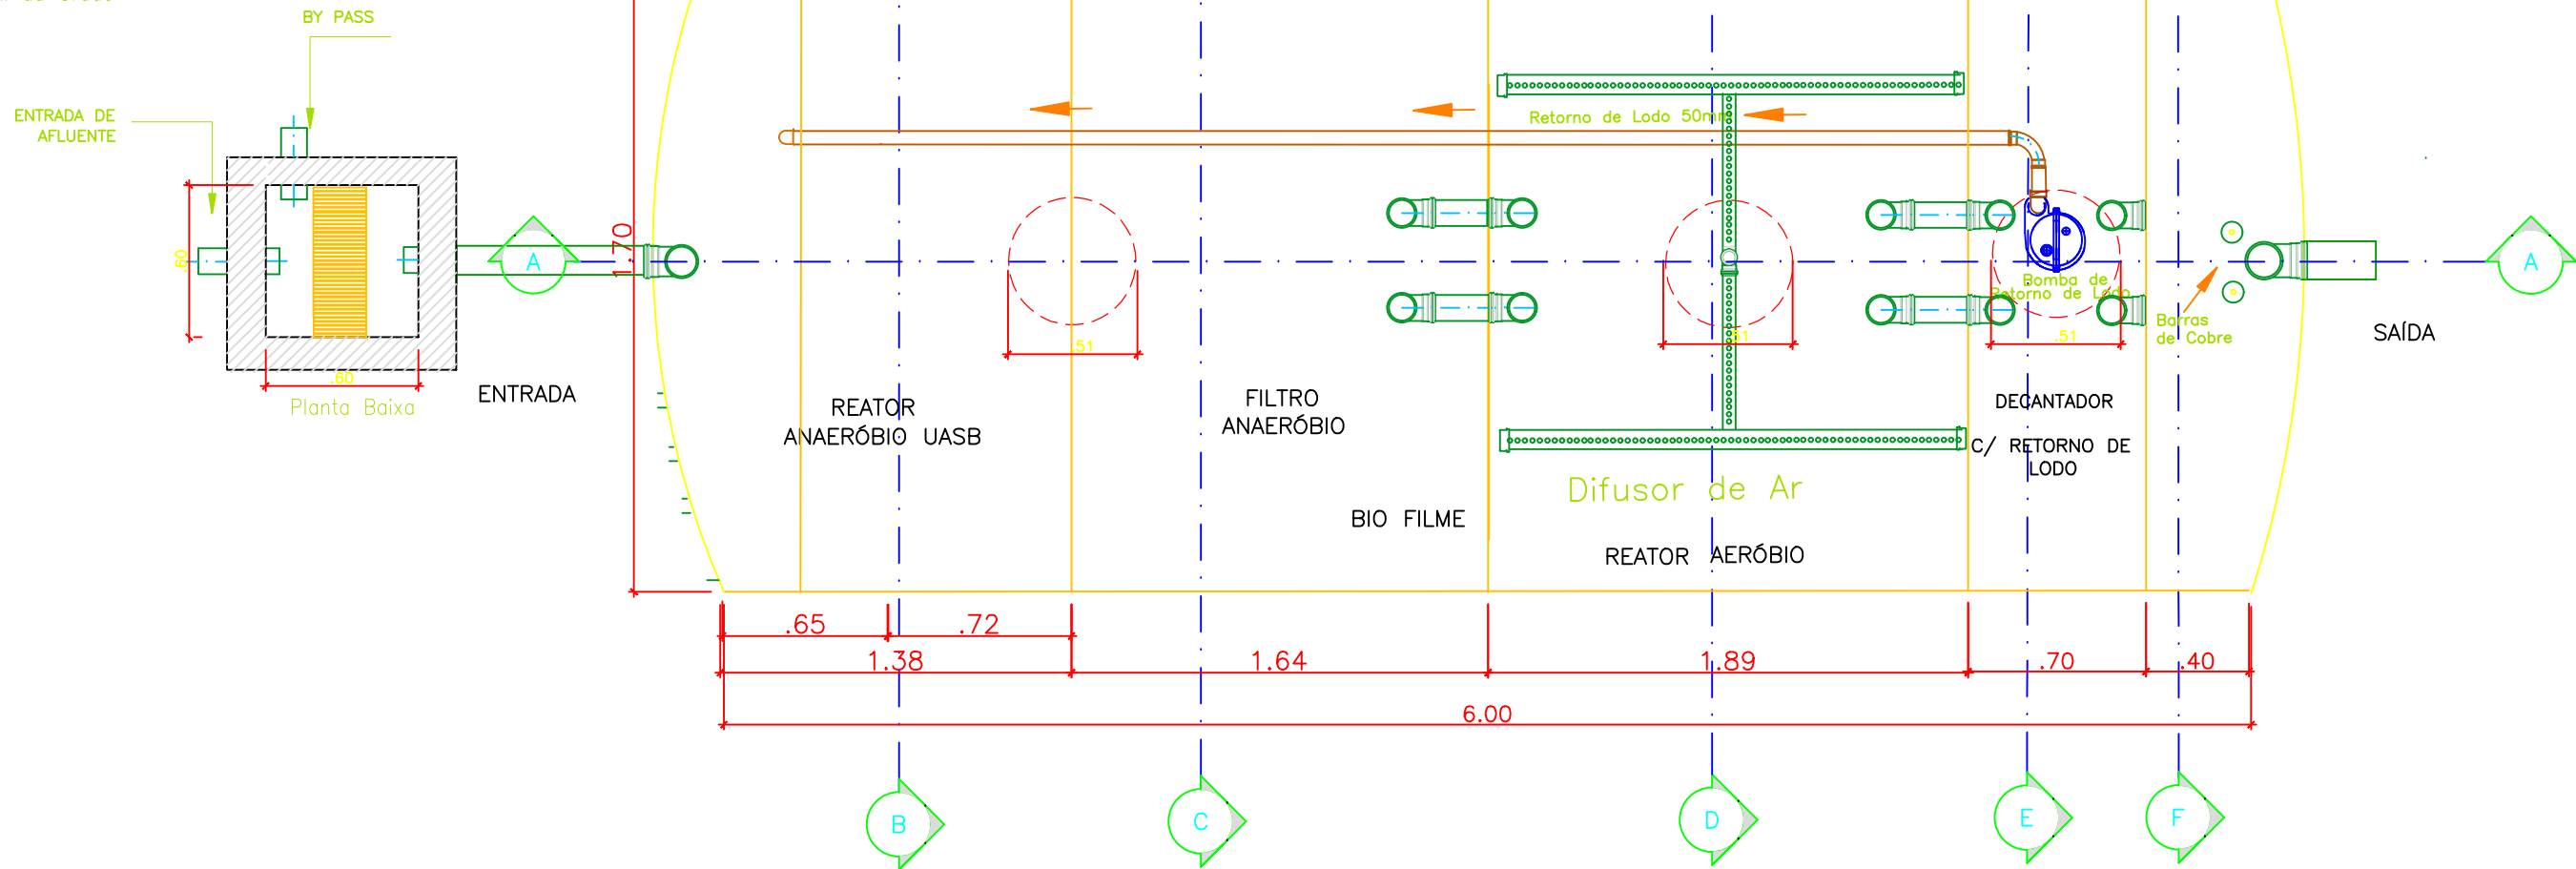 BY PASS
ENTRADA DE
AFLUENTE
Retorno de Lodo 50mm
.60
1.70
A
A
Bomba de
Retorno de Lodo
Barras
de Cobre
SAÍDA
.51
.51
.51
.60
Planta Baixa
ENTRADA
REATOR
ANAERÓBIO UASB
FILTRO
ANAERÓBIO
DECANTADOR
C/ RETORNO DE
LODO
Difusor de Ar
BIO FILME
REATOR AERÓBIO
.65
.72
1.38
1.64
1.89
.70
.40
6.00
B
C
D
E
F